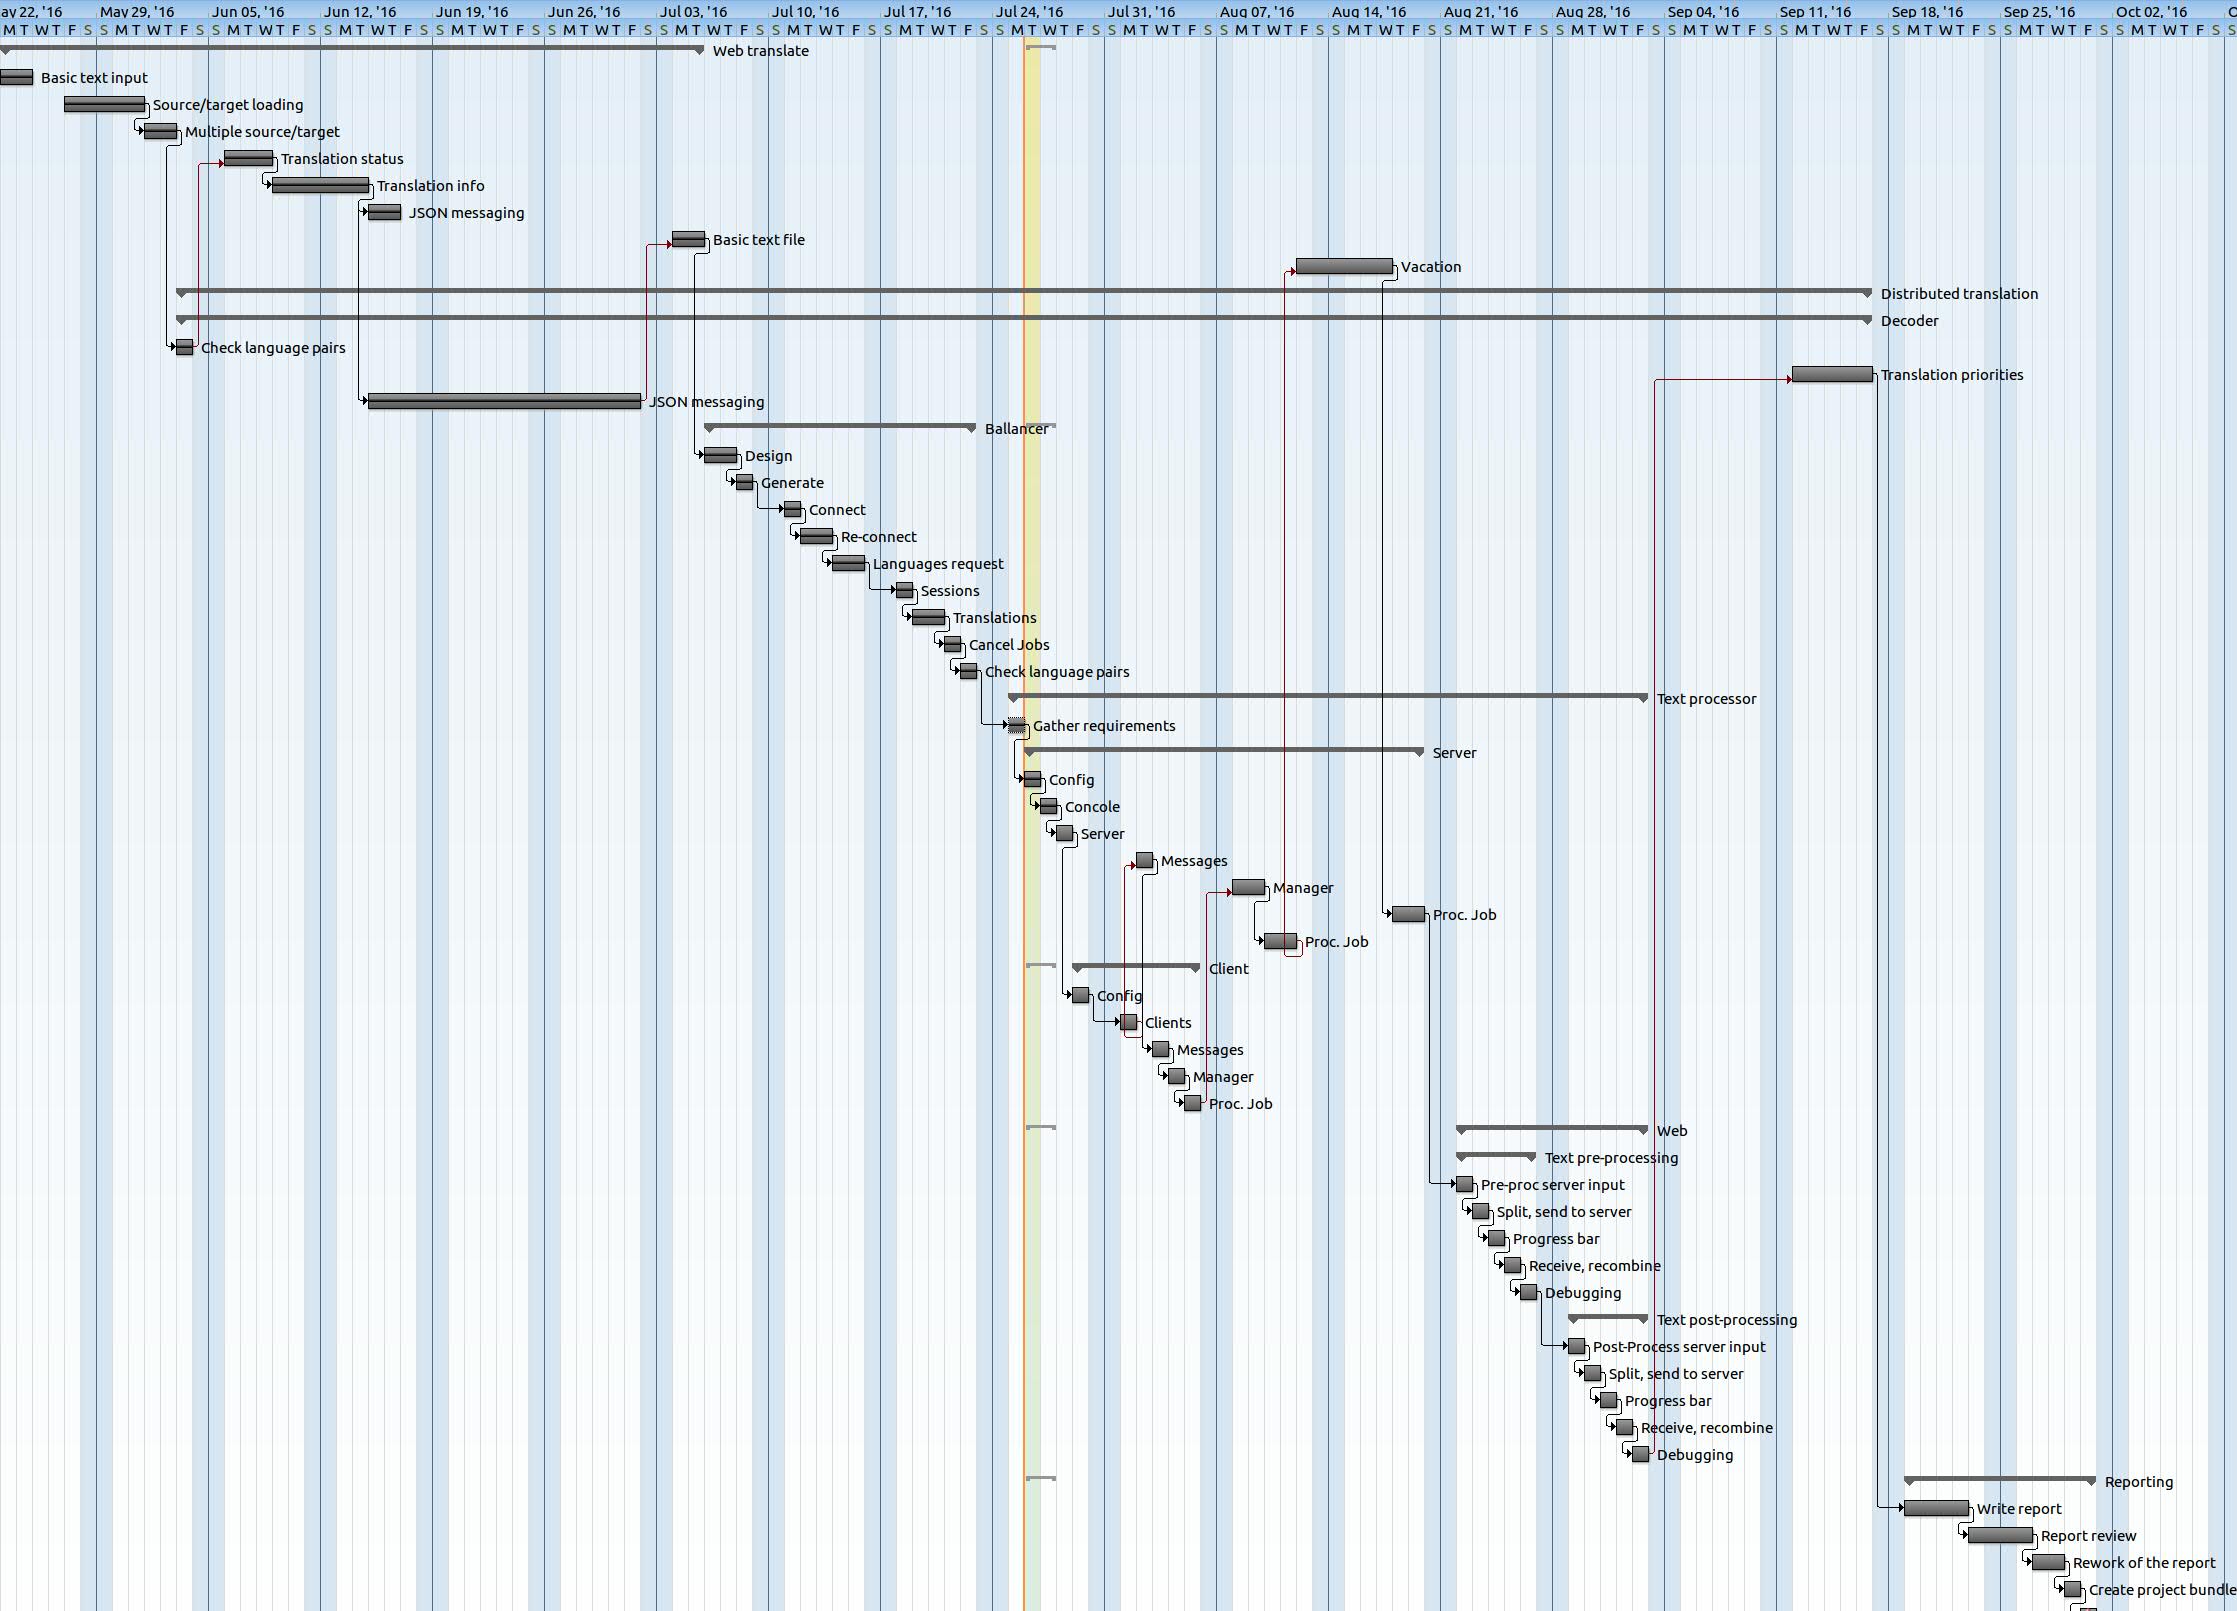 ay 22, '16 May 29, '16 Jun 05, '16 Jun 12, '16 Jun 19, '16 Jun 26, '16 Jul 03, '16 Jul 10, '16 Jul 17, '16 Jul 24, '16 Jul 31, '16 Aug 07, '16 Aug 14, '16 Aug 21, '16 Aug 28, '16 Sep 04, '16 Sep 11, '16 Sep 18, '16 Sep 25, '16 Oct 02, '16
M T W T F S S M T W T F S S M T W T F S S M T W T F S S M T W T F S S M T W T F S S M T W T F S S M T W T F S S M T W T F S S M T W T F S S M T W T F S S M T W T F S S M T W T F S S M T W T F S S M T W T F S S M T W T F S S M T W T F S S M T W T F S S M T W T F S S M T W T F S S
Web translate
Basic text input
Source/target loading
Multiple source/target
Translation status
Translation info
JSON messaging
Basic text file
Vacation
Distributed translation
Decoder
Check language pairs
Translation priorities
JSON messaging
Ballancer
Design
Generate
Connect
Re-connect
Languages request
Sessions
Translations
Cancel Jobs
Check language pairs
Text processor
Gather requirements
Server
Config
Concole
Server
Messages
Manager
Proc. Job
Proc. Job
Client
Config
Clients
Messages
Manager
Proc. Job
Web
Text pre-processing
Pre-proc server input
Split, send to server
Progress bar
Receive, recombine
Debugging
Text post-processing
Post-Process server input
Split, send to server
Progress bar
Receive, recombine
Debugging
Reporting
Write report
Report review
Rework of the report
Create project bundle